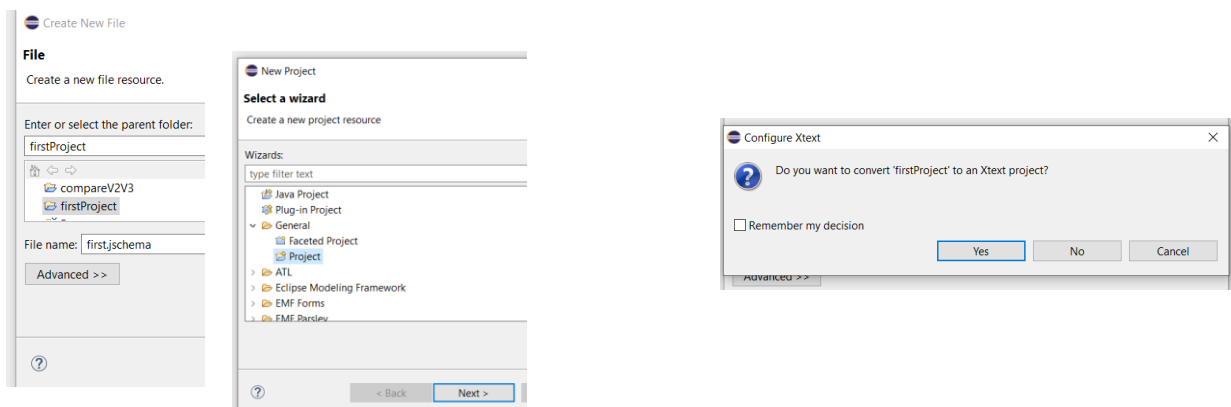 Create New File
File
Create a new file resource.
Enter or select the parent folder:
firstProject
compareV2V3
firstProject
File name: first.jschema
Advanced >>
New Project
Select a wizard
Create a new project resource
Wizards:
type filter text
Java Project
Plug-in Project
General
Faceted Project
Project
ATL
Eclipse Modeling Framework
EMF Forms
EMF Parsley
< Back Next >
Configure Xtext
Do you want to convert 'firstProject' to an Xtext project?
Remember my decision
Yes No Cancel
Advanced >>